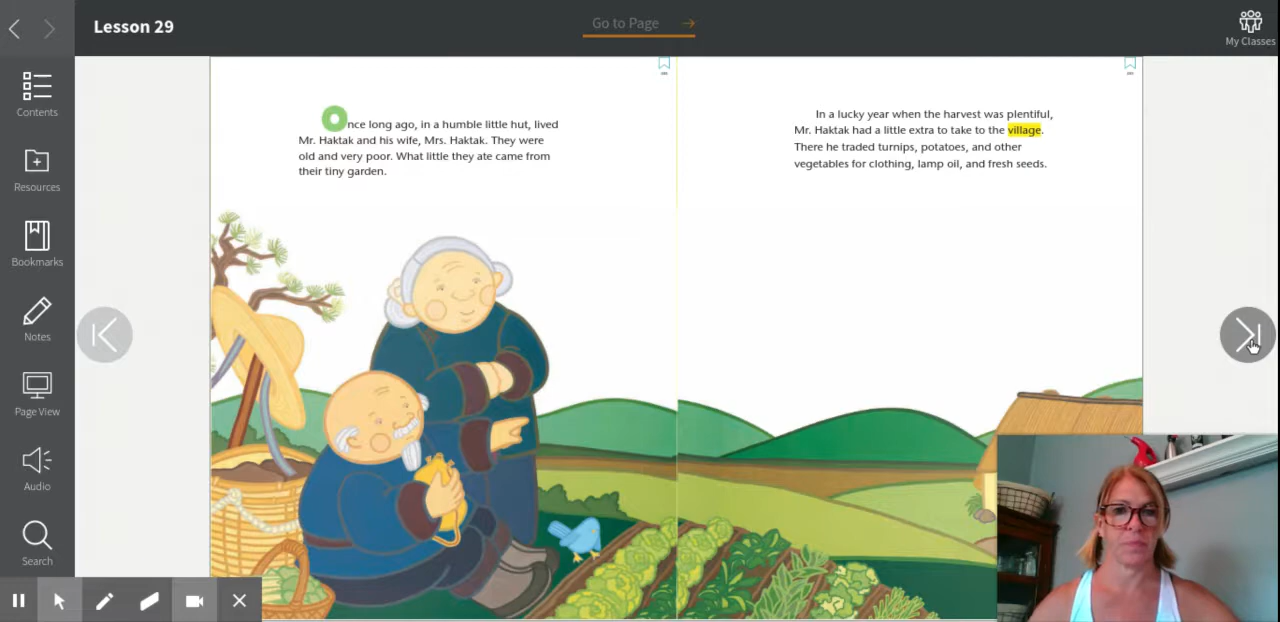 Lesson 29
Go to Page
My Classes
Contents
Resources
Bookmarks
Notes
Page View
Audio
Search
Once long ago, in a humble little hut, lived
Mr. Haktak and his wife, Mrs. Haktak. They were
old and very poor. What little they ate came from
their tiny garden.
In a lucky year when the harvest was plentiful,
Mr. Haktak had a little extra to take to the village.
There he traded turnips, potatoes, and other
vegetables for clothing, lamp oil, and fresh seeds.